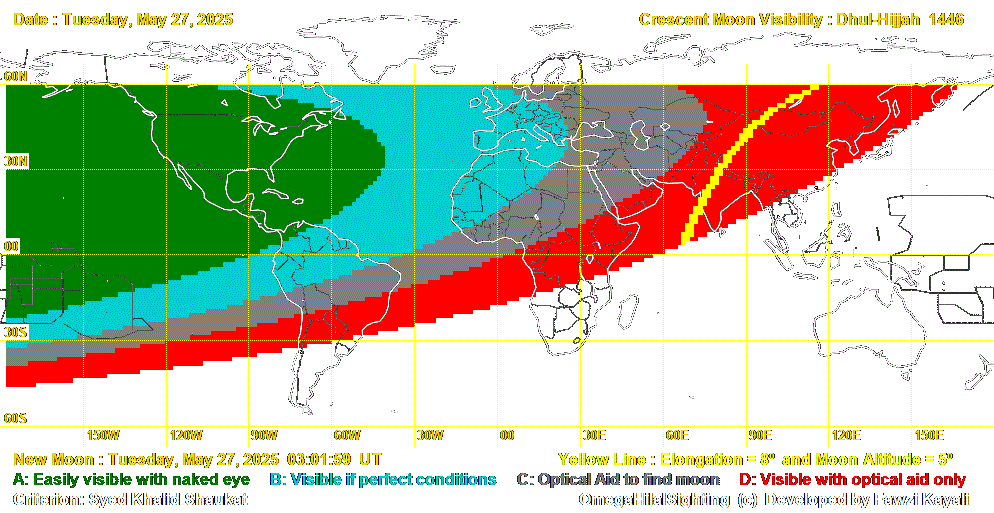 Date : Tuesday, May 27, 2025
Crescent Moon Visibility : Dhul-Hijjah 1446
60N
30N
00
30S
60S
150W 120W 90W 60W 30W 00 30E 60E 90E 120E 150E
New Moon : Tuesday, May 27, 2025 03:01:59 UT
Yellow Line : Elongation = 8° and Moon Altitude = 5°
A: Easily visible with naked eye B: Visible if perfect conditions C: Optical Aid to find moon D: Visible with optical aid only
Criterion: Syed Khalid Shaukat
OmegaHilalSighting (c) Developed by Fawzi Kayali